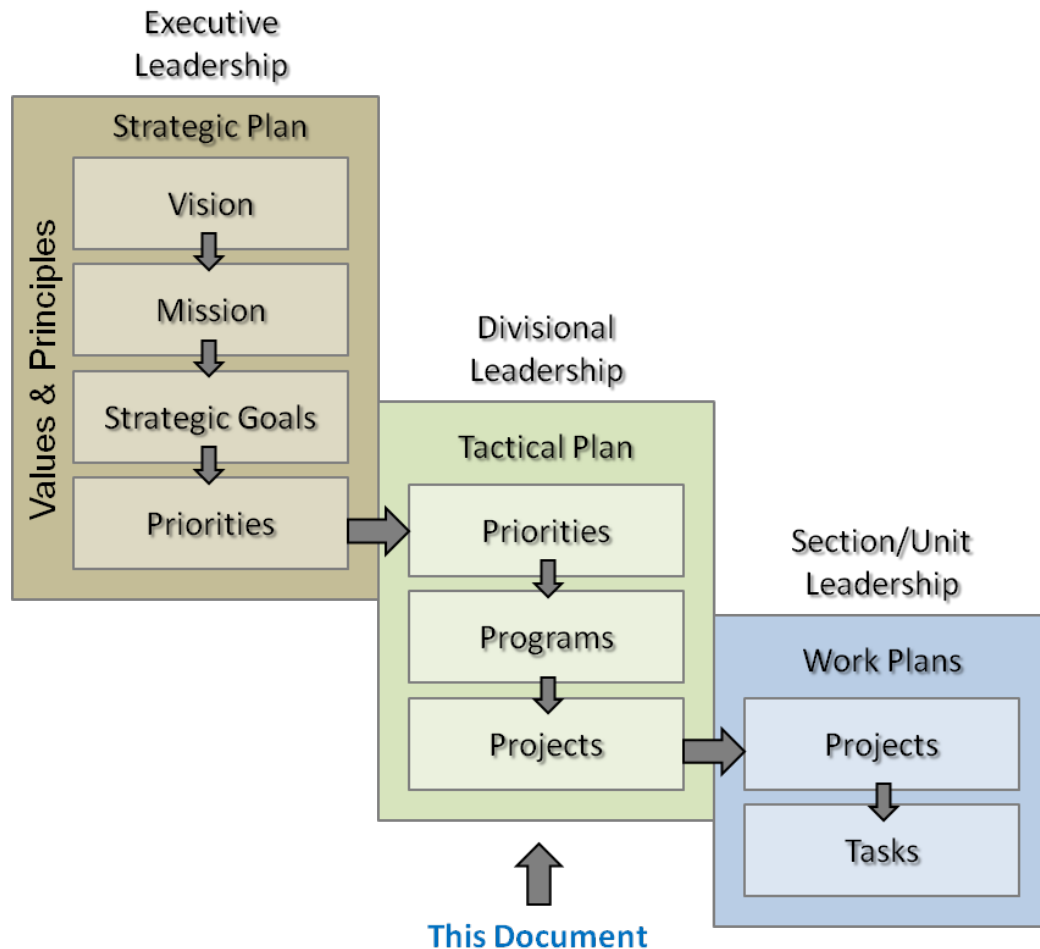 Executive
Leadership
Strategic Plan
Values & Principles
Vision
Mission
Strategic Goals
Priorities
Divisional
Leadership
Tactical Plan
Priorities
Programs
Projects
Section/Unit
Leadership
Work Plans
Projects
Tasks
This Document